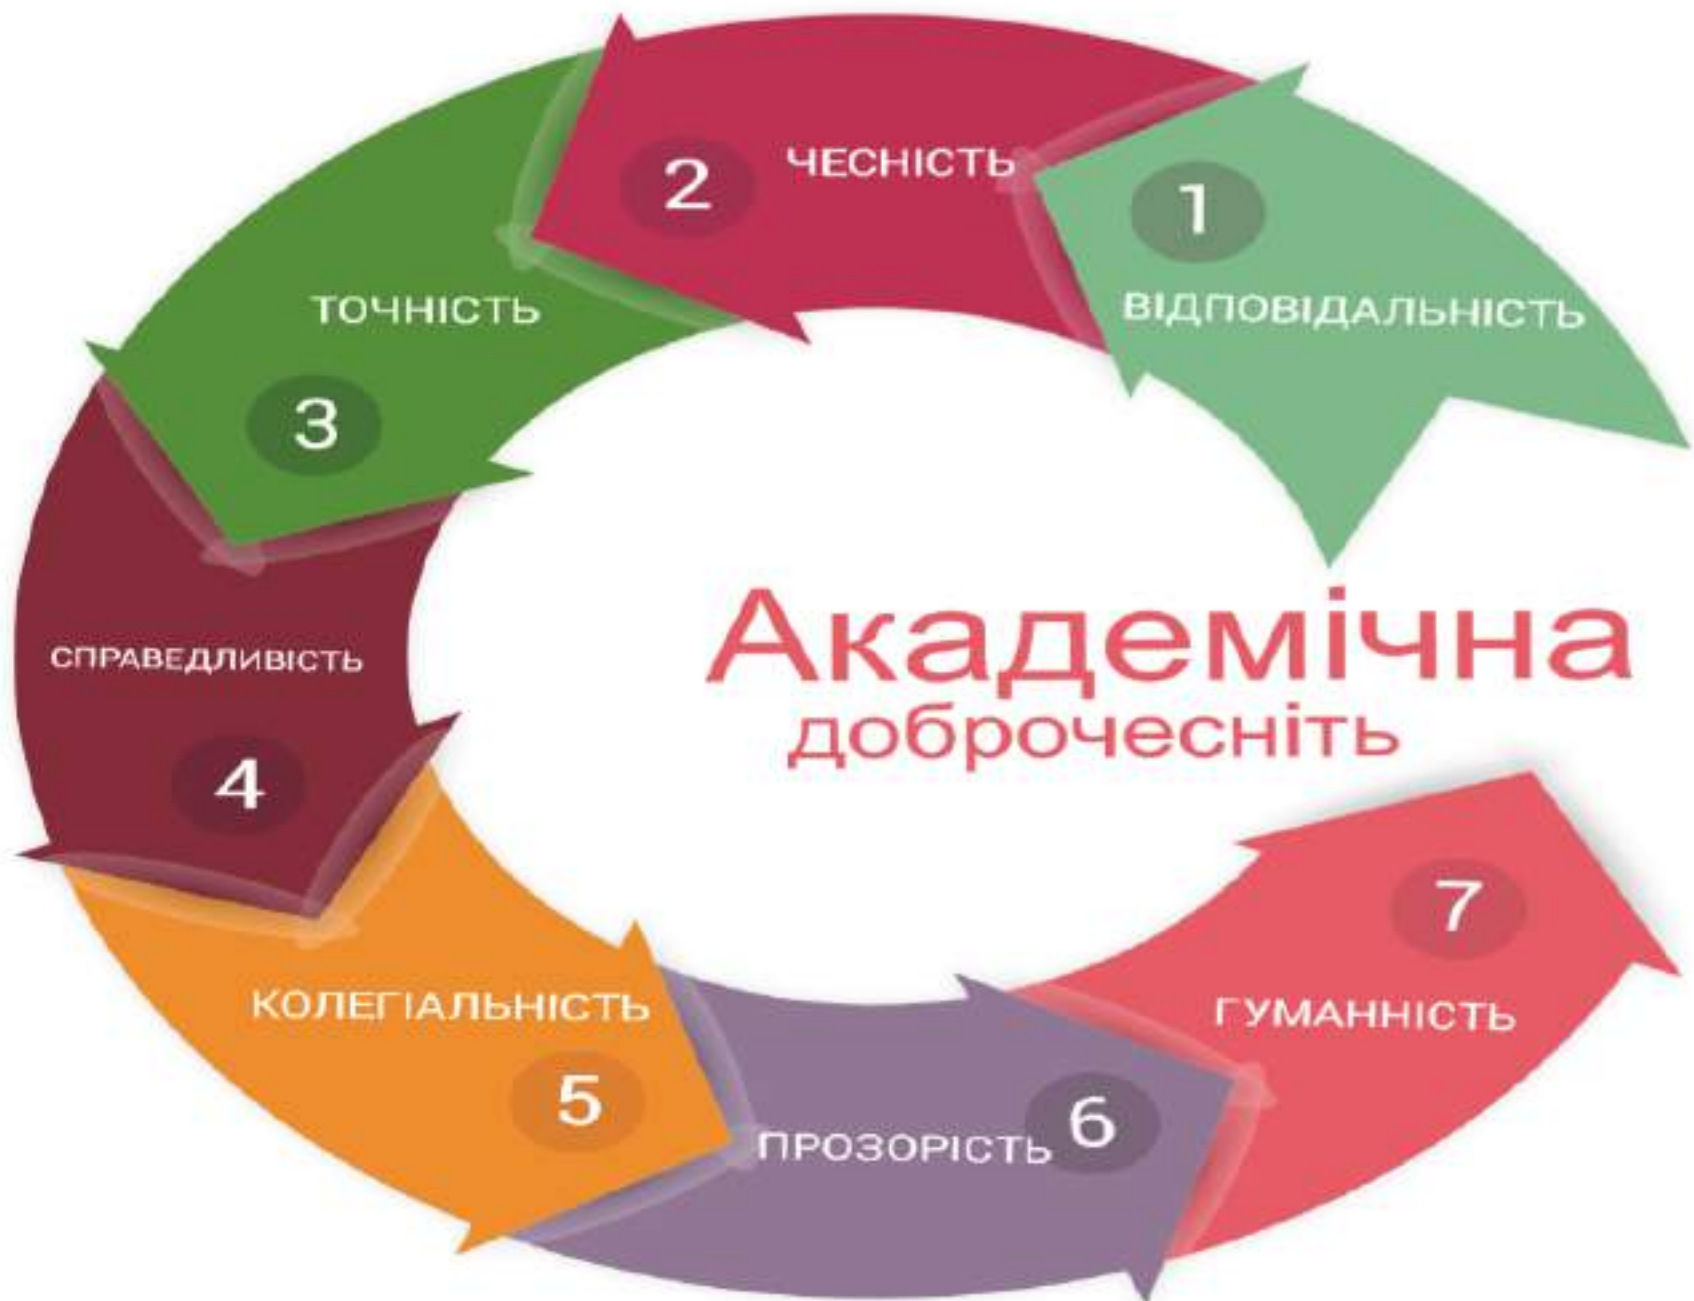 1
ВІДПОВІДАЛЬНІСТЬ
2
ЧЕСНІСТЬ
3
ТОЧНІСТЬ
4
СПРАВЕДЛИВІСТЬ
5
КОЛЕГІАЛЬНІСТЬ
6
ПРОЗОРІСТЬ
7
ГУМАННІСТЬ
Академічна
доброчесніть